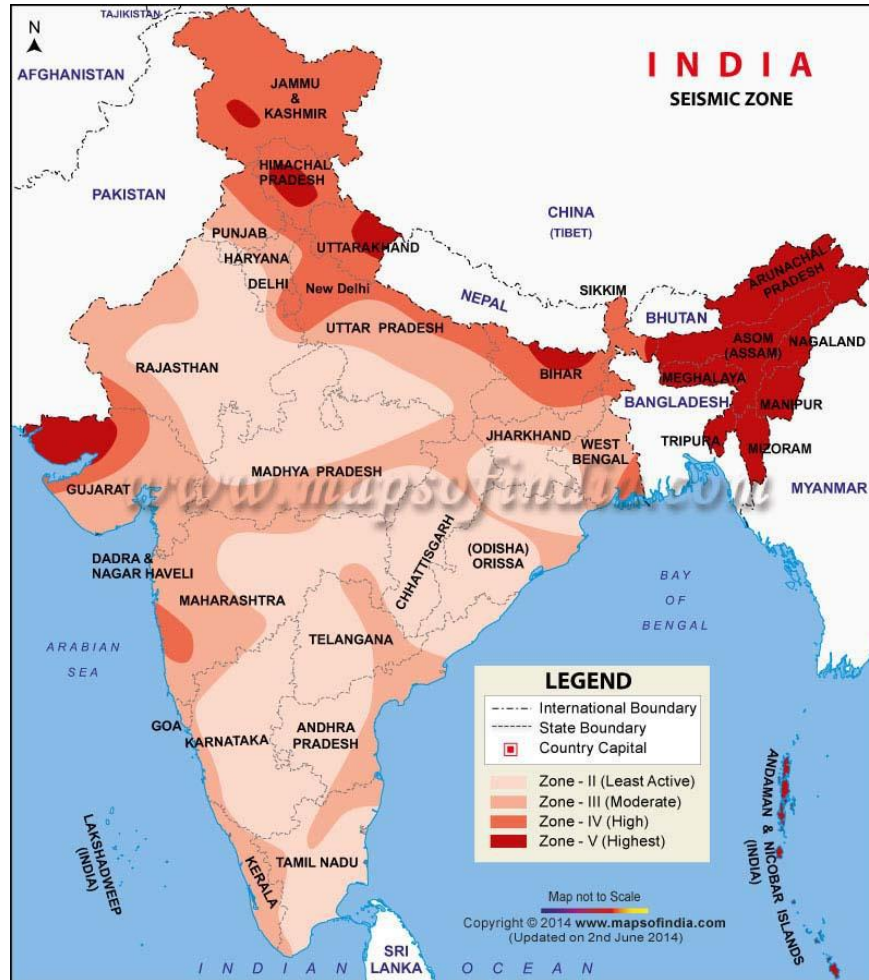 TAJIKISTAN
N
AFGHANISTAN
INDIA
SEISMIC ZONE
JAMMU
&
KASHMIR
HIMACHAL
PRADESH
PAKISTAN
CHINA
(TIBET)
PUNJAB
UTTARAKHAND
HARYANA
DELHI
New Delhi
NEPAL
SIKKIM
ARUNACHAL
PRADESH
BHUTAN
UTTAR PRADESH
ASOM
(ASSAM)
NAGALAND
RAJASTHAN
BIHAR
MEGHALAYA
BANGLADESH
MANIPUR
JHARKHAND
WEST
BENGAL
TRIPURA
MIZORAM
MADHYA PRADESH
www.mapsofindia.com
GUJARAT
MYANMAR
CHHATTISGARH
(ODISHA)
ORISSA
DADRA &
NAGAR HAVELI
MAHARASHTRA
BAY
OF
BENGAL
ARABIAN
SEA
TELANGANA
GOA
KARNATAKA
ANDHRA
PRADESH
LEGEND
International Boundary
State Boundary
Country Capital
Zone - II (Least Active)
Zone - III (Moderate)
Zone - IV (High)
Zone - V (Highest)
ANDAMAN & NICOBAR ISLANDS
(INDIA)
LAKSHADWEEP
(INDIA)
KERALA
TAMIL NADU
Map not to Scale
Copyright © 2014 www.mapsofindia.com
(Updated on 2nd June 2014)
SRI
LANKA
INDIAN OCEAN